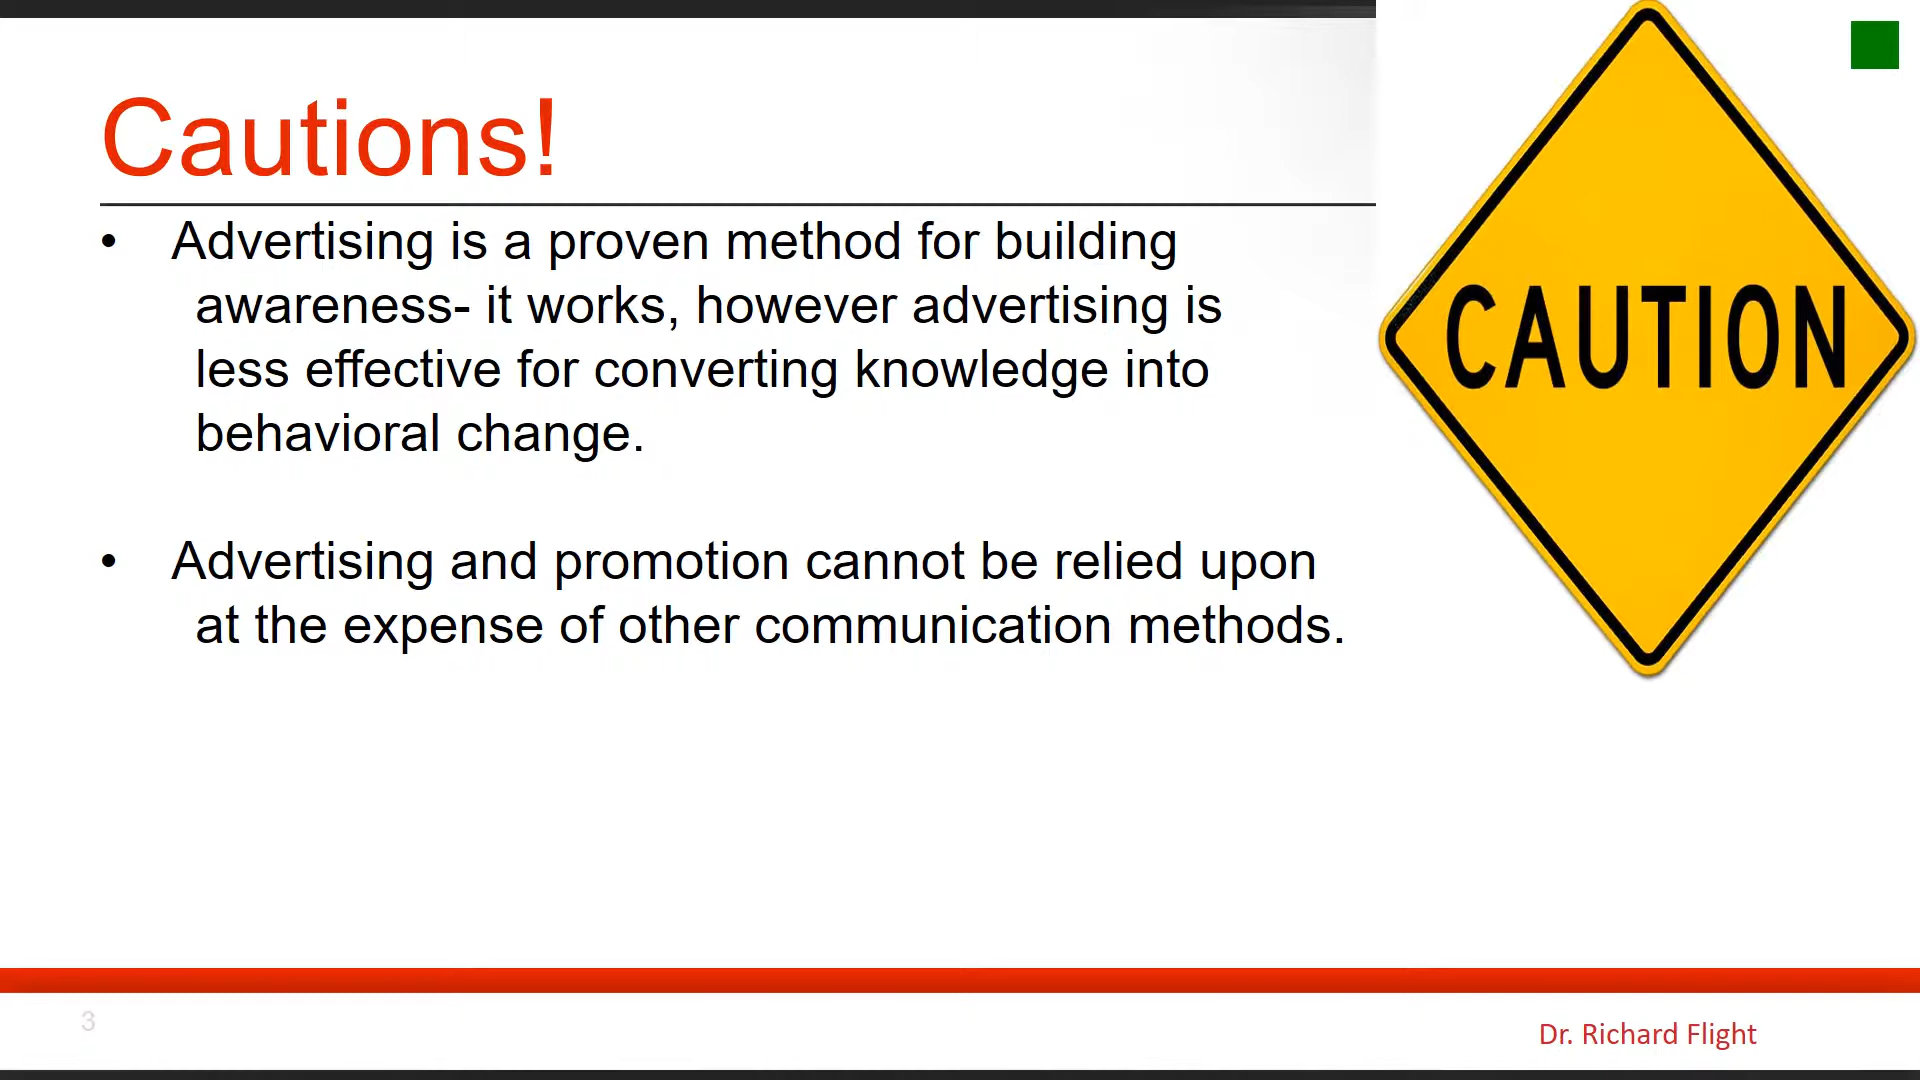 Cautions!
• Advertising is a proven method for building
awareness- it works, however advertising is
less effective for converting knowledge into
behavioral change.
• Advertising and promotion cannot be relied upon
at the expense of other communication methods.
CAUTION
3
Dr. Richard Flight